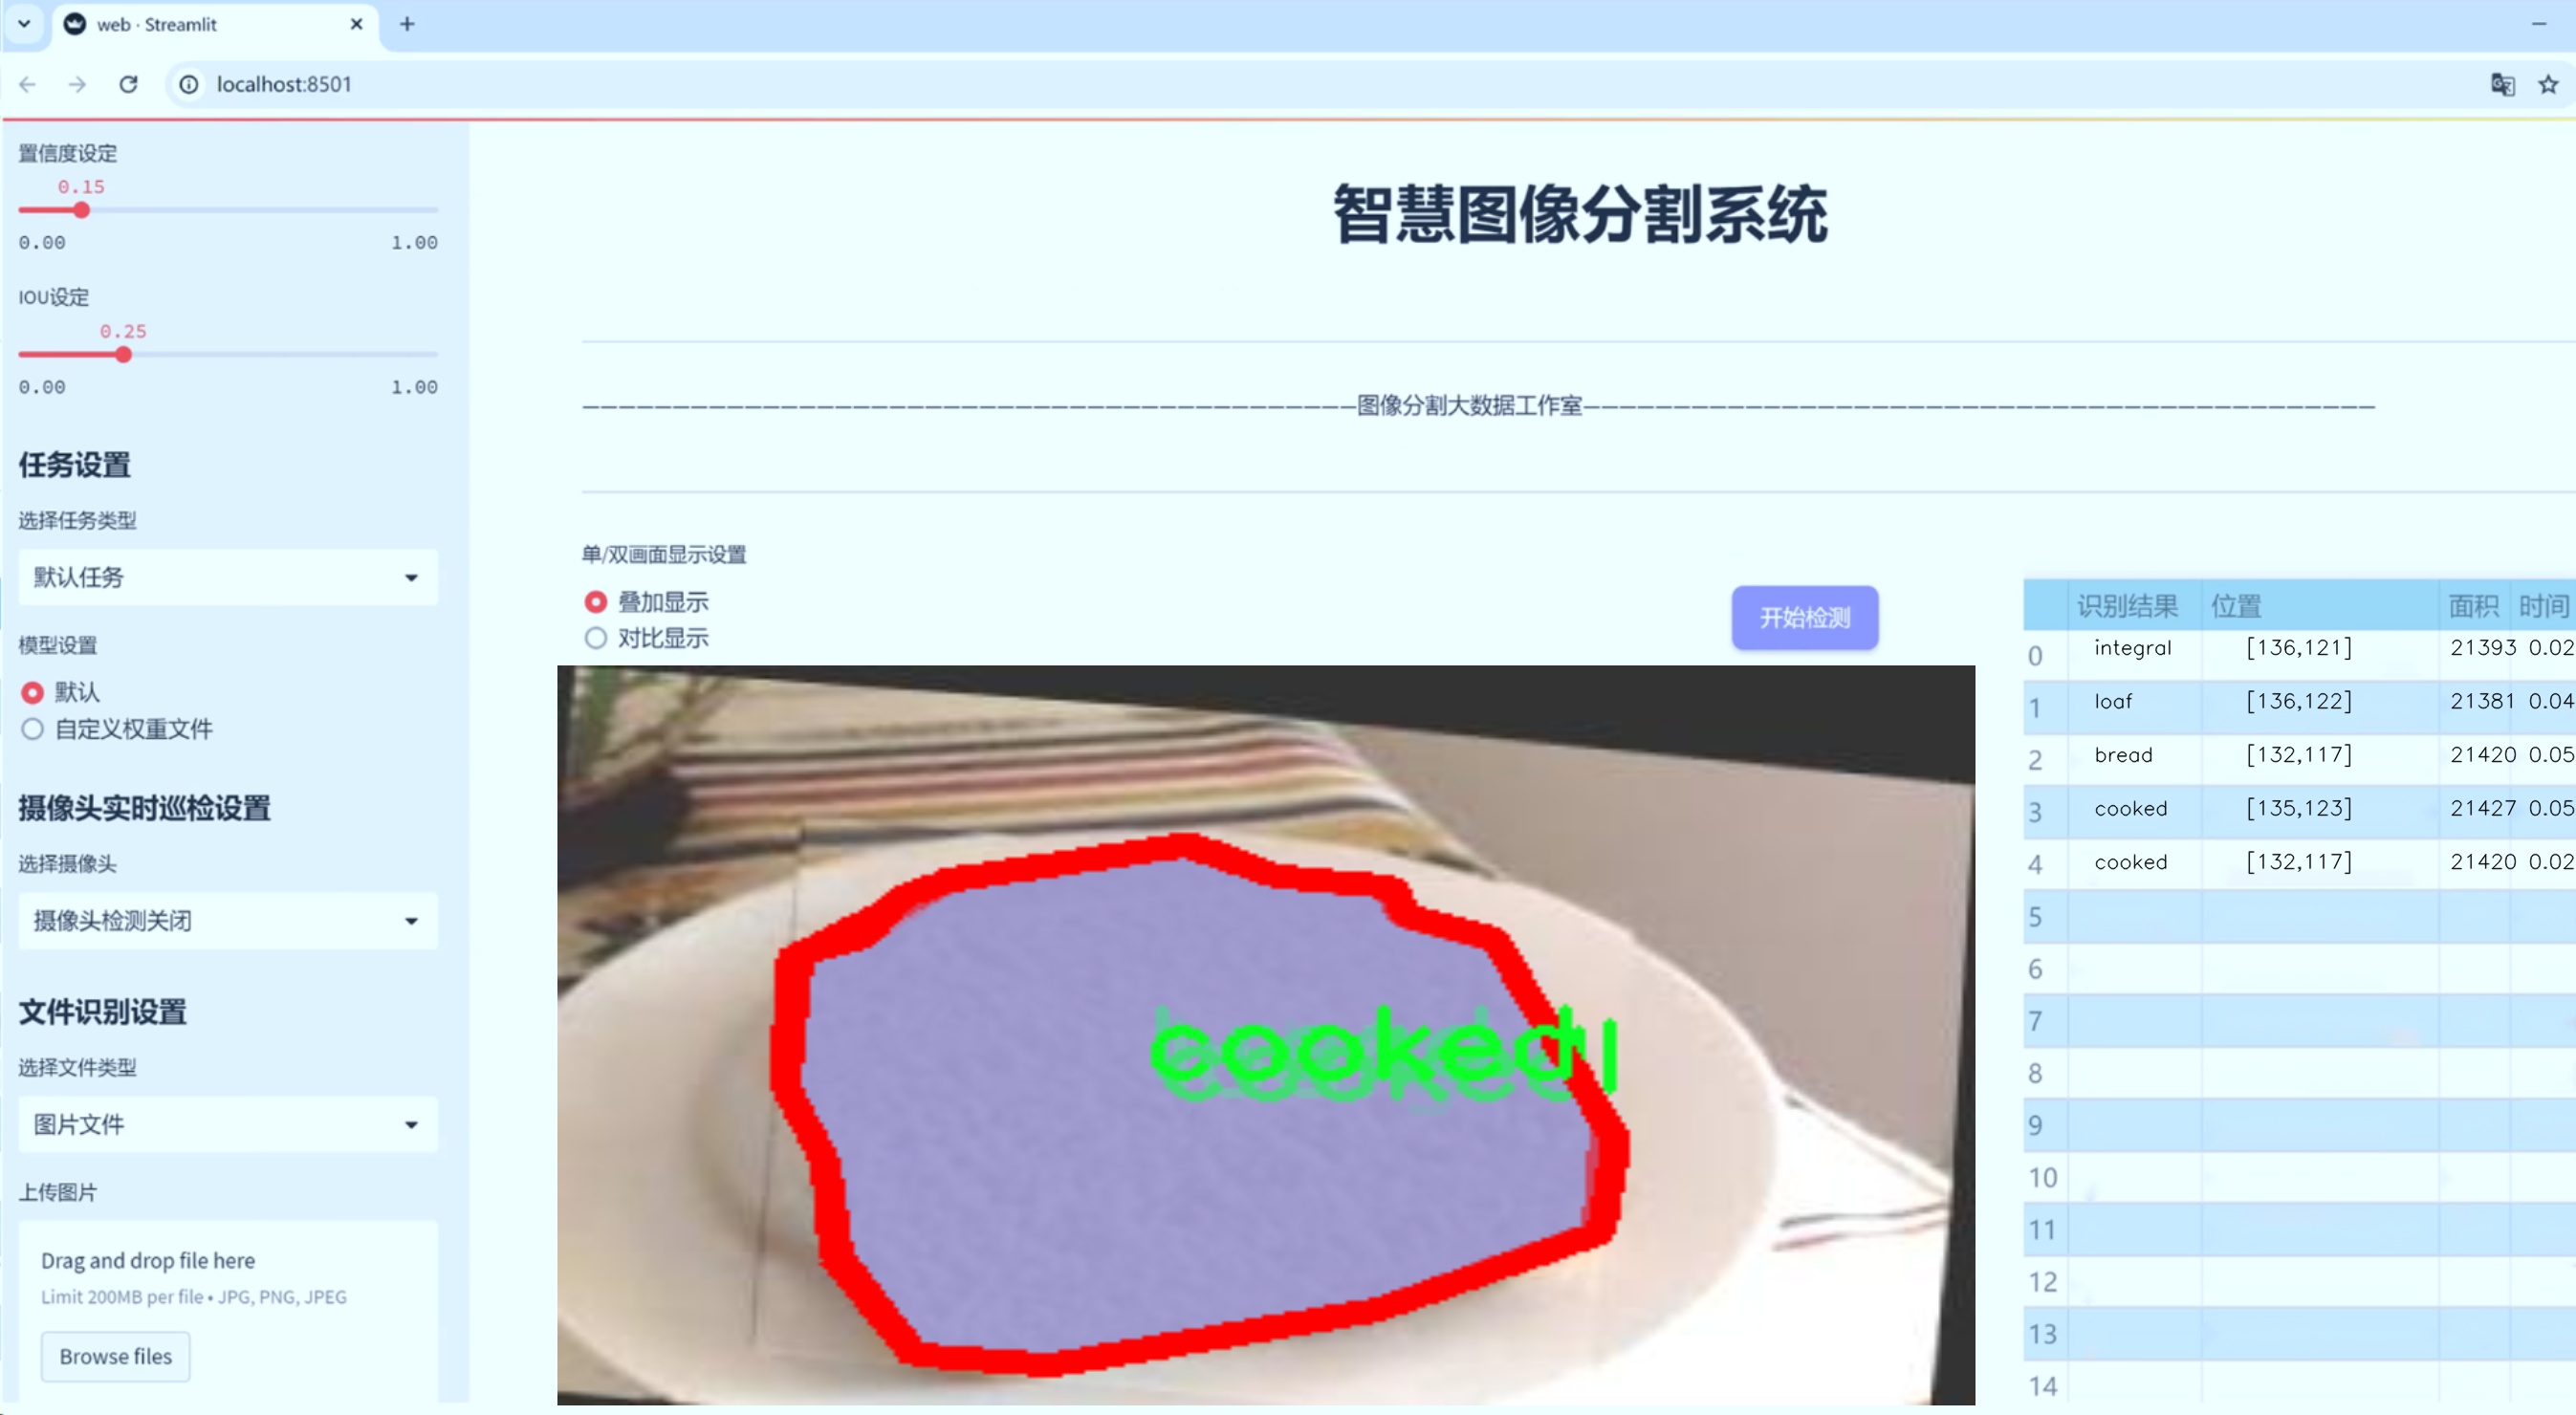 web · Streamlit
localhost:8501
置信度设定
0.15
0.00 1.00
IOU设定
0.25
0.00 1.00
任务设置
选择任务类型
默认任务
模型设置
默认
自定义权重文件
摄像头实时巡检设置
选择摄像头
摄像头检测关闭
文件识别设置
选择文件类型
图片文件
上传图片
Drag and drop file here
Limit 200MB per file • JPG, PNG, JPEG
Browse files
智慧图像分割系统
图像分割大数据工作室
单/双画面显示设置
叠加显示
对比显示
开始检测
cooked
识别结果 位置 面积 时间
0 integral [136,121] 21393 0.02
1 loaf [136,122] 21381 0.04
2 bread [132,117] 21420 0.05
3 cooked [135,123] 21427 0.05
4 cooked [132,117] 21420 0.02
5
6
7
8
9
10
11
12
13
14